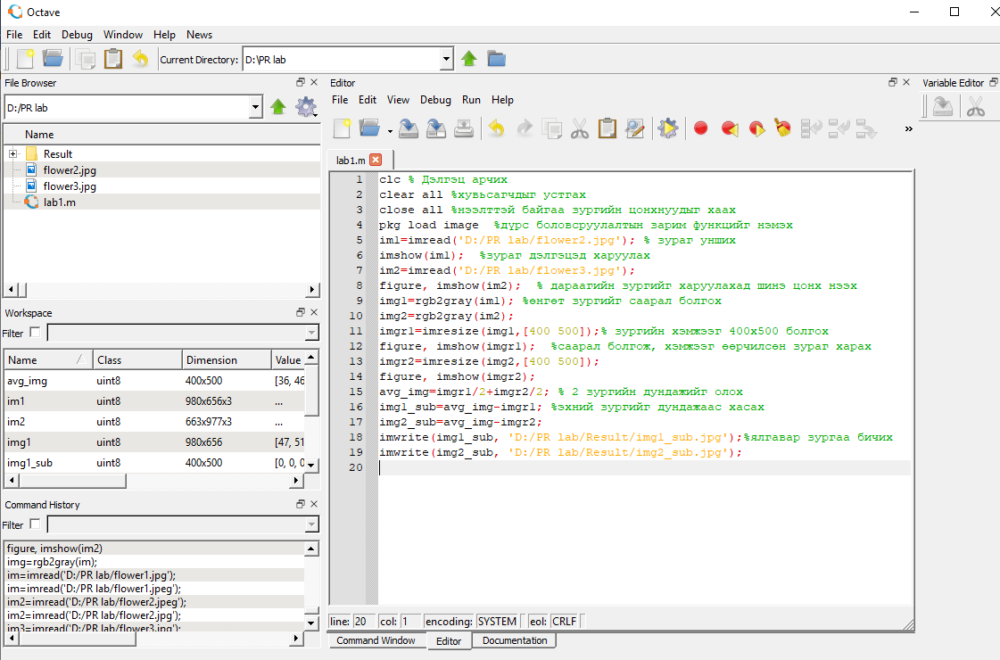 Octave
File Edit Debug Window Help News
Current Directory: D:\PR lab
File Browser
D:/PR lab
Name
Result
flower2.jpg
flower3.jpg
lab1.m
Workspace
Filter
Name Class Dimension Value
avg_img uint8 400x500 [36, 46
im1 uint8 980x656x3 ...
im2 uint8 663x977x3 ...
img1 uint8 980x656 [47, 51
img1_sub uint8 400x500 [0, 0, 0
Command History
Filter
figure, imshow(im2)
img=rgb2gray(im);
im=imread('D:/PR lab/flower1.jpg');
im=imread('D:/PR lab/flower1.jpeg');
im2=imread('D:/PR lab/flower2.jpeg');
im2=imread('D:/PR lab/flower2.jpg');
im3=imread('D:/PR lab/flower3.jpg');
Editor
File Edit View Debug Run Help
lab1.m
1 clc % Дэлгэц арчих
2 clear all %хувьсагчдыг устгах
3 close all %нээлттэй байгаа зургийн цонхнуудыг хаах
4 pkg load image %дүрс боловсруулалтын зарим функцийг нэмэх
5 im1=imread('D:/PR lab/flower2.jpg'); % зураг унших
6 imshow(im1); %зураг дэлгэцэд харуулах
7 im2=imread('D:/PR lab/flower3.jpg');
8 figure, imshow(im2); % дараагийн зургийг харуулахад шинэ цонх нээх
9 img1=rgb2gray(im1); %өнгөт зургийг саарал болгох
10 img2=rgb2gray(im2);
11 imgr1=imresize(img1,[400 500]);% зургийн хэмжээг 400x500 болгох
12 figure, imshow(imgr1); %саарал болгож, хэмжээг өөрчилсөн зураг харах
13 imgr2=imresize(img2,[400 500]);
14 figure, imshow(imgr2);
15 avg_img=imgr1/2+imgr2/2; % 2 зургийн дундажийг олох
16 img1_sub=avg_img-imgr1; %эхний зургийг дундажаас хасах
17 img2_sub=avg_img-imgr2;
18 imwrite(img1_sub, 'D:/PR lab/Result/img1_sub.jpg');%ялгавар зургаа бичих
19 imwrite(img2_sub, 'D:/PR lab/Result/img2_sub.jpg');
20
line: 20 col: 1 encoding: SYSTEM eol: CRLF
Command Window Editor Documentation
Variable Editor